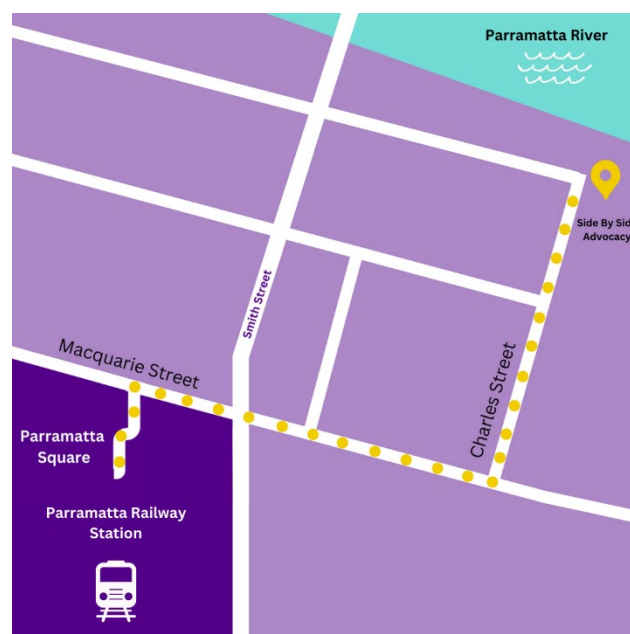 Parramatta River
Side By Sid
Advocacy
Smith Street
Macquarie Street
Charles Street
Parramatta
Square
Parramatta Railway
Station